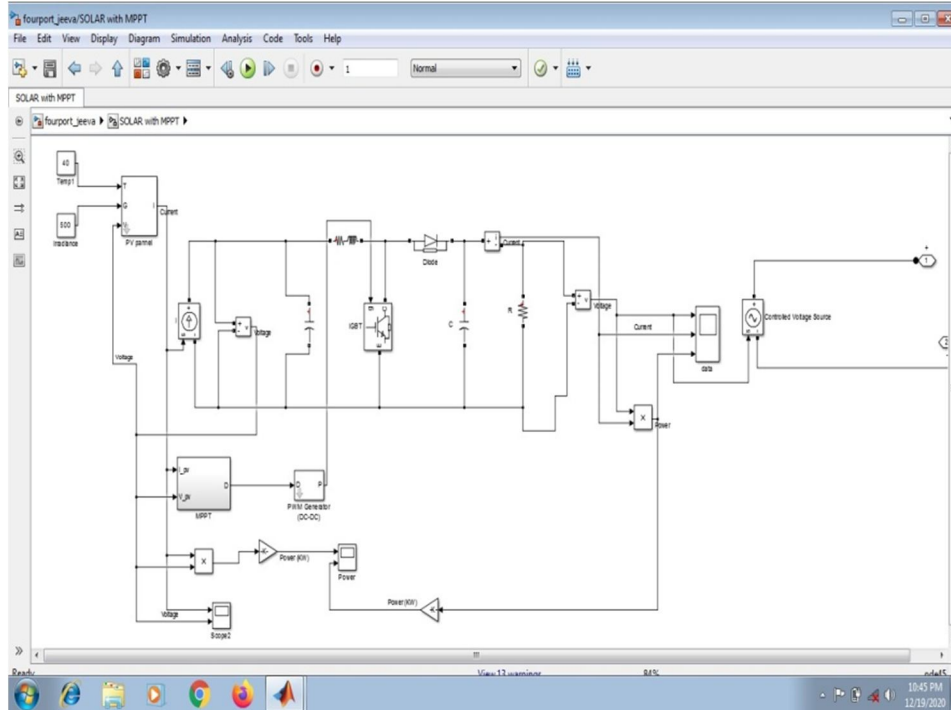 fourport_jeeva/SOLAR with MPPT
File Edit View Display Diagram Simulation Analysis Code Tools Help
1
Normal
SOLAR with MPPT
fourport_jeeva SOLAR with MPPT
40
Temp1
500
Irradiance
T
G
I
PV pannel
Current
Voltage
I
Voltage
IGBT
g
C
E
Diode
C
Current
R
Voltage
Current
data
Controlled Voltage Source
1
Power
I_pv
V_pv
D
MPPT
D P
PWM Generator
(DC-DC)
Power (KW)
Power
Power (KW)
Voltage
Scope2
Ready
View 13 warnings
84%
ode45
10:45 PM
12/19/2020